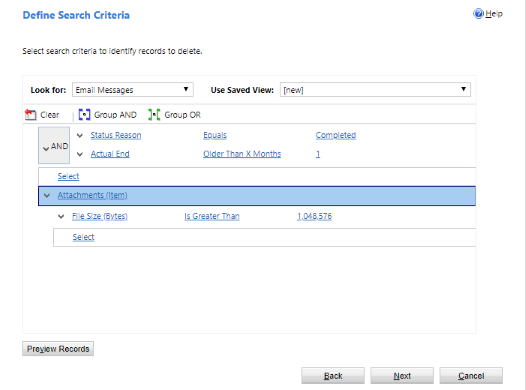 Define Search Criteria
Help
Select search criteria to identify records to delete.
Look for: Email Messages Use Saved View: [new]
Clear Group AND Group OR
AND
Status Reason Equals Completed
Actual End Older Than X Months 1
Select
Attachments (Item)
File Size (Bytes) Is Greater Than 1,048,576
Select
Preview Records
Back Next Cancel